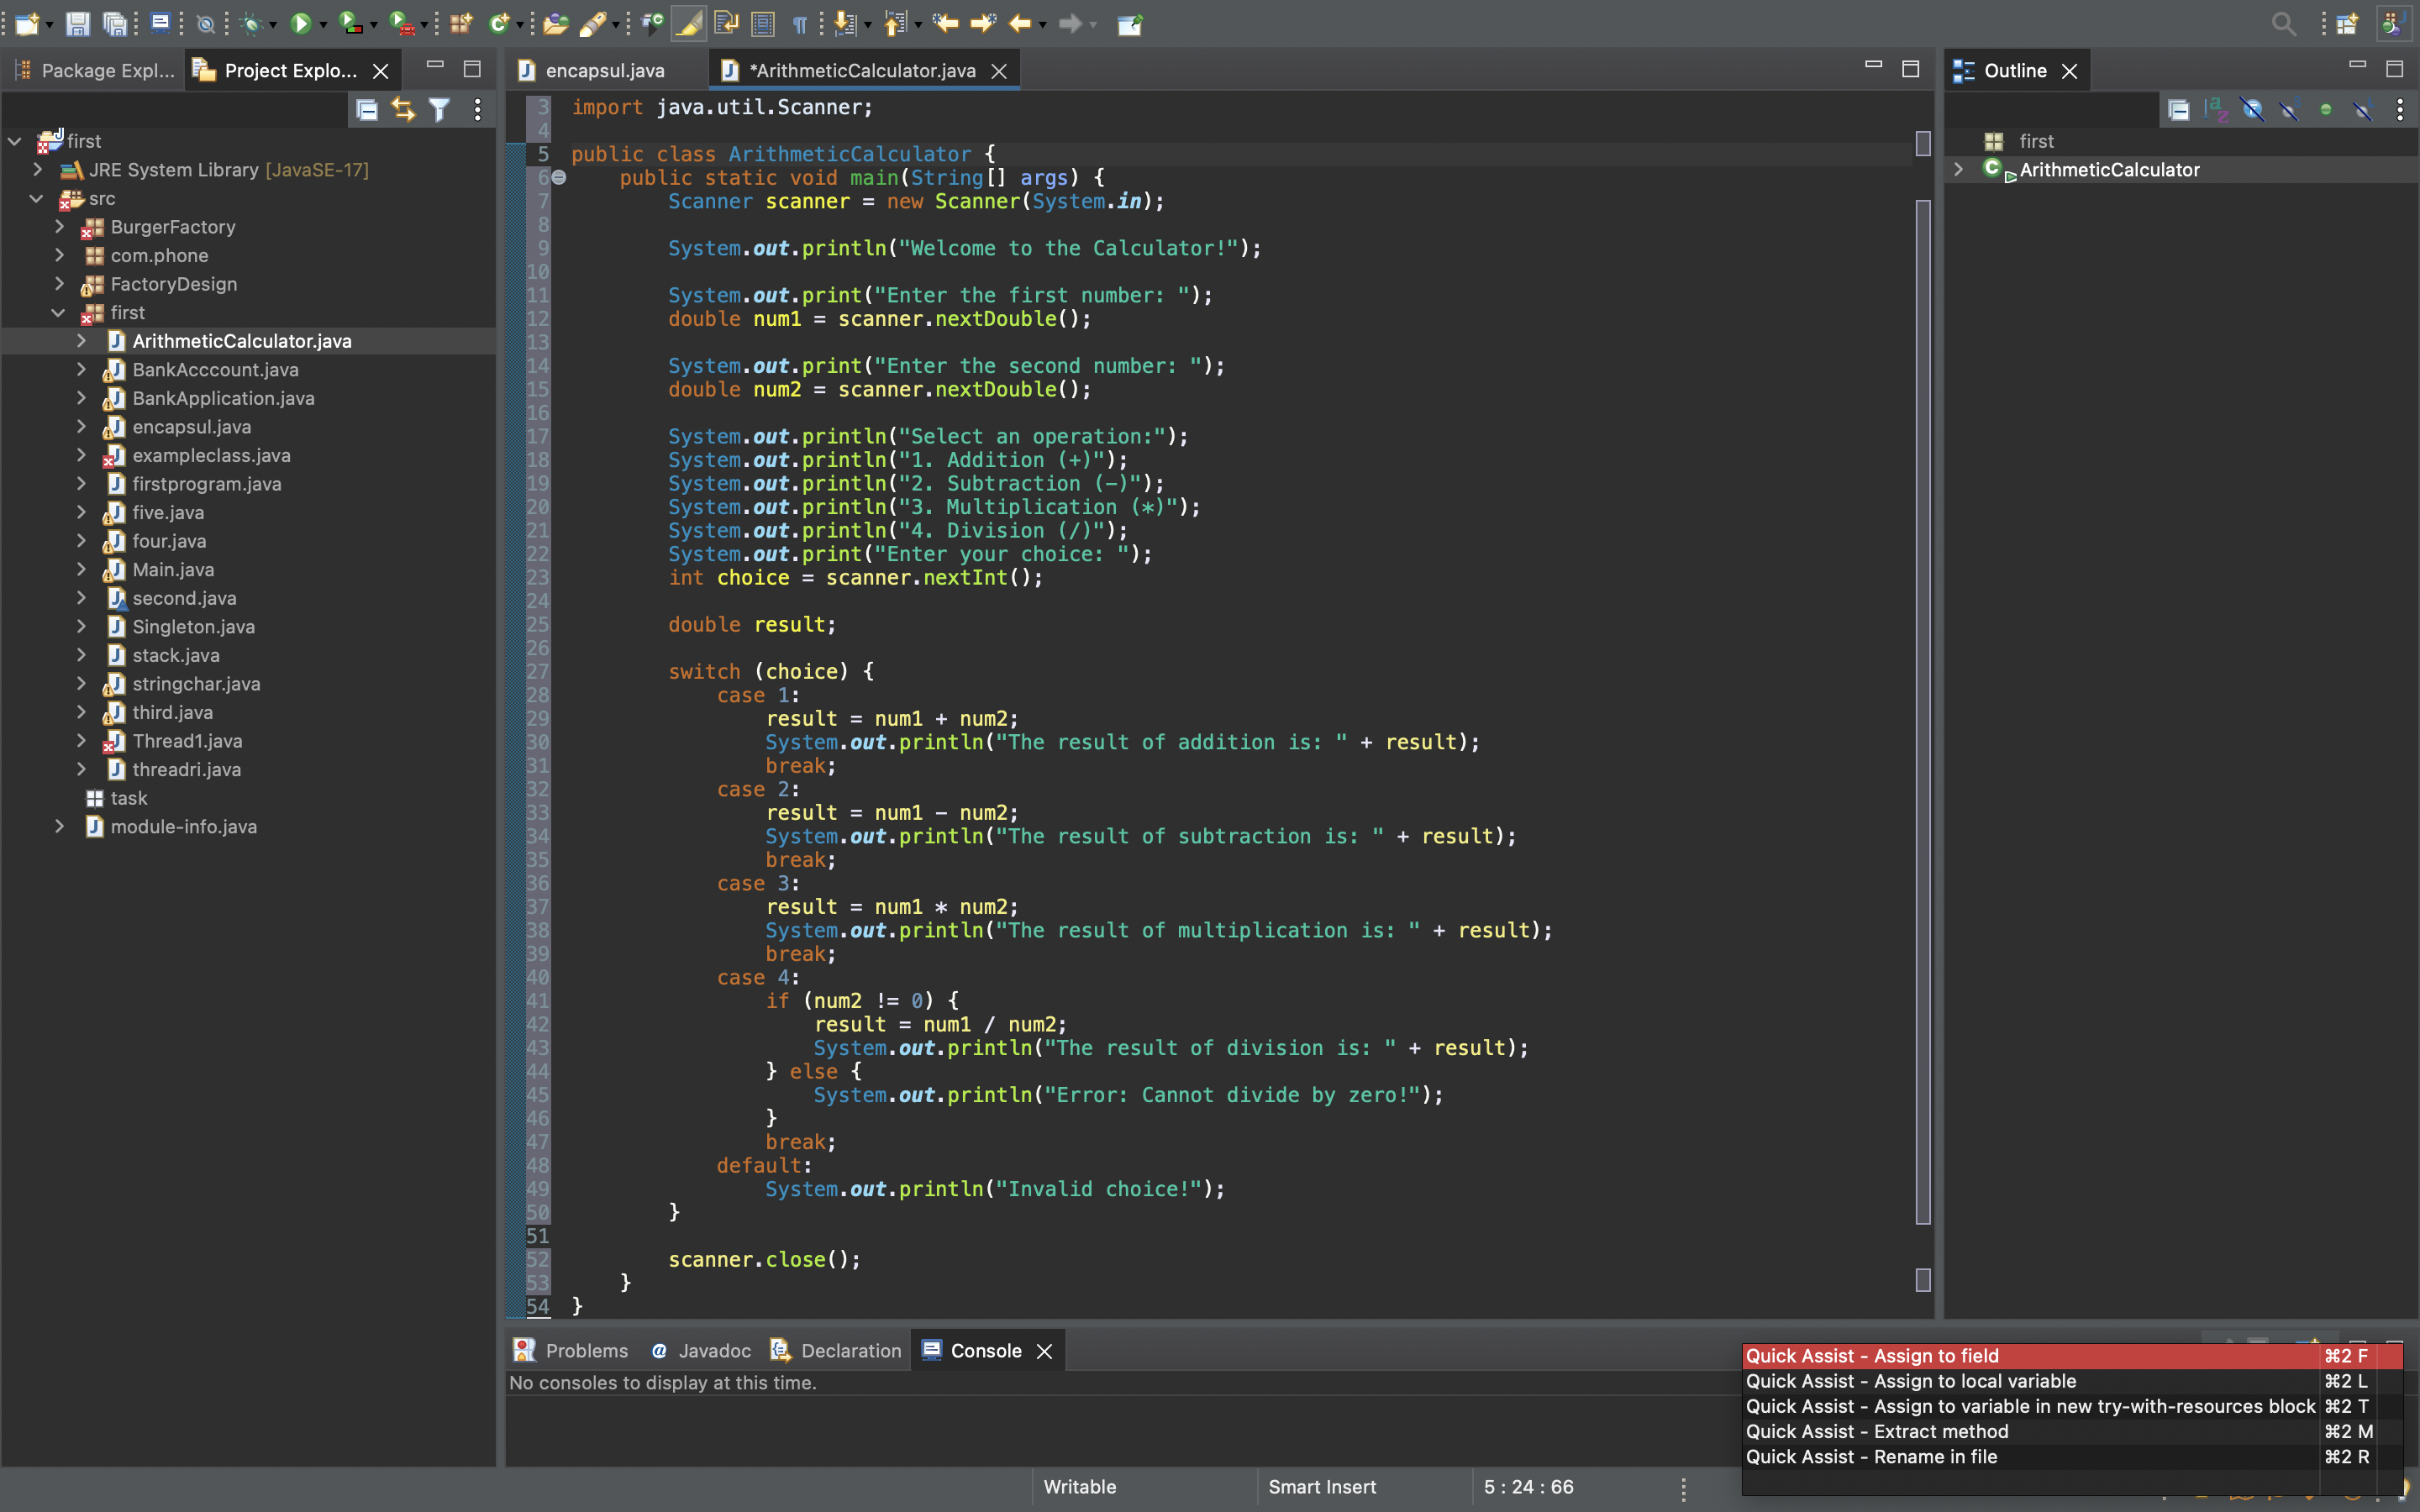 Package Expl...
Project Explo...
first
JRE System Library [JavaSE-17]
src
BurgerFactory
com.phone
FactoryDesign
first
ArithmeticCalculator.java
BankAcccount.java
BankApplication.java
encapsul.java
exampleclass.java
firstprogram.java
five.java
four.java
Main.java
second.java
Singleton.java
stack.java
stringchar.java
third.java
Thread1.java
threadri.java
task
module-info.java
encapsul.java
*ArithmeticCalculator.java
3 import java.util.Scanner;
4
5 public class ArithmeticCalculator {
6 public static void main(String[] args) {
7 Scanner scanner = new Scanner(System.in);
8
9 System.out.println("Welcome to the Calculator!");
10
11 System.out.print("Enter the first number: ");
12 double num1 = scanner.nextDouble();
13
14 System.out.print("Enter the second number: ");
15 double num2 = scanner.nextDouble();
16
17 System.out.println("Select an operation:");
18 System.out.println("1. Addition (+)");
19 System.out.println("2. Subtraction (-)");
20 System.out.println("3. Multiplication (*)");
21 System.out.println("4. Division (/)");
22 System.out.print("Enter your choice: ");
23 int choice = scanner.nextInt();
24
25 double result;
26
27 switch (choice) {
28 case 1:
29 result = num1 + num2;
30 System.out.println("The result of addition is: " + result);
31 break;
32 case 2:
33 result = num1 - num2;
34 System.out.println("The result of subtraction is: " + result);
35 break;
36 case 3:
37 result = num1 * num2;
38 System.out.println("The result of multiplication is: " + result);
39 break;
40 case 4:
41 if (num2 != 0) {
42 result = num1 / num2;
43 System.out.println("The result of division is: " + result);
44 } else {
45 System.out.println("Error: Cannot divide by zero!");
46 }
47 break;
48 default:
49 System.out.println("Invalid choice!");
50 }
51
52 scanner.close();
53 }
54 }
Outline
first
ArithmeticCalculator
Problems
Javadoc
Declaration
Console
No consoles to display at this time.
Quick Assist - Assign to field ⌘2 F
Quick Assist - Assign to local variable ⌘2 L
Quick Assist - Assign to variable in new try-with-resources block ⌘2 T
Quick Assist - Extract method ⌘2 M
Quick Assist - Rename in file ⌘2 R
Writable
Smart Insert
5 : 24 : 66